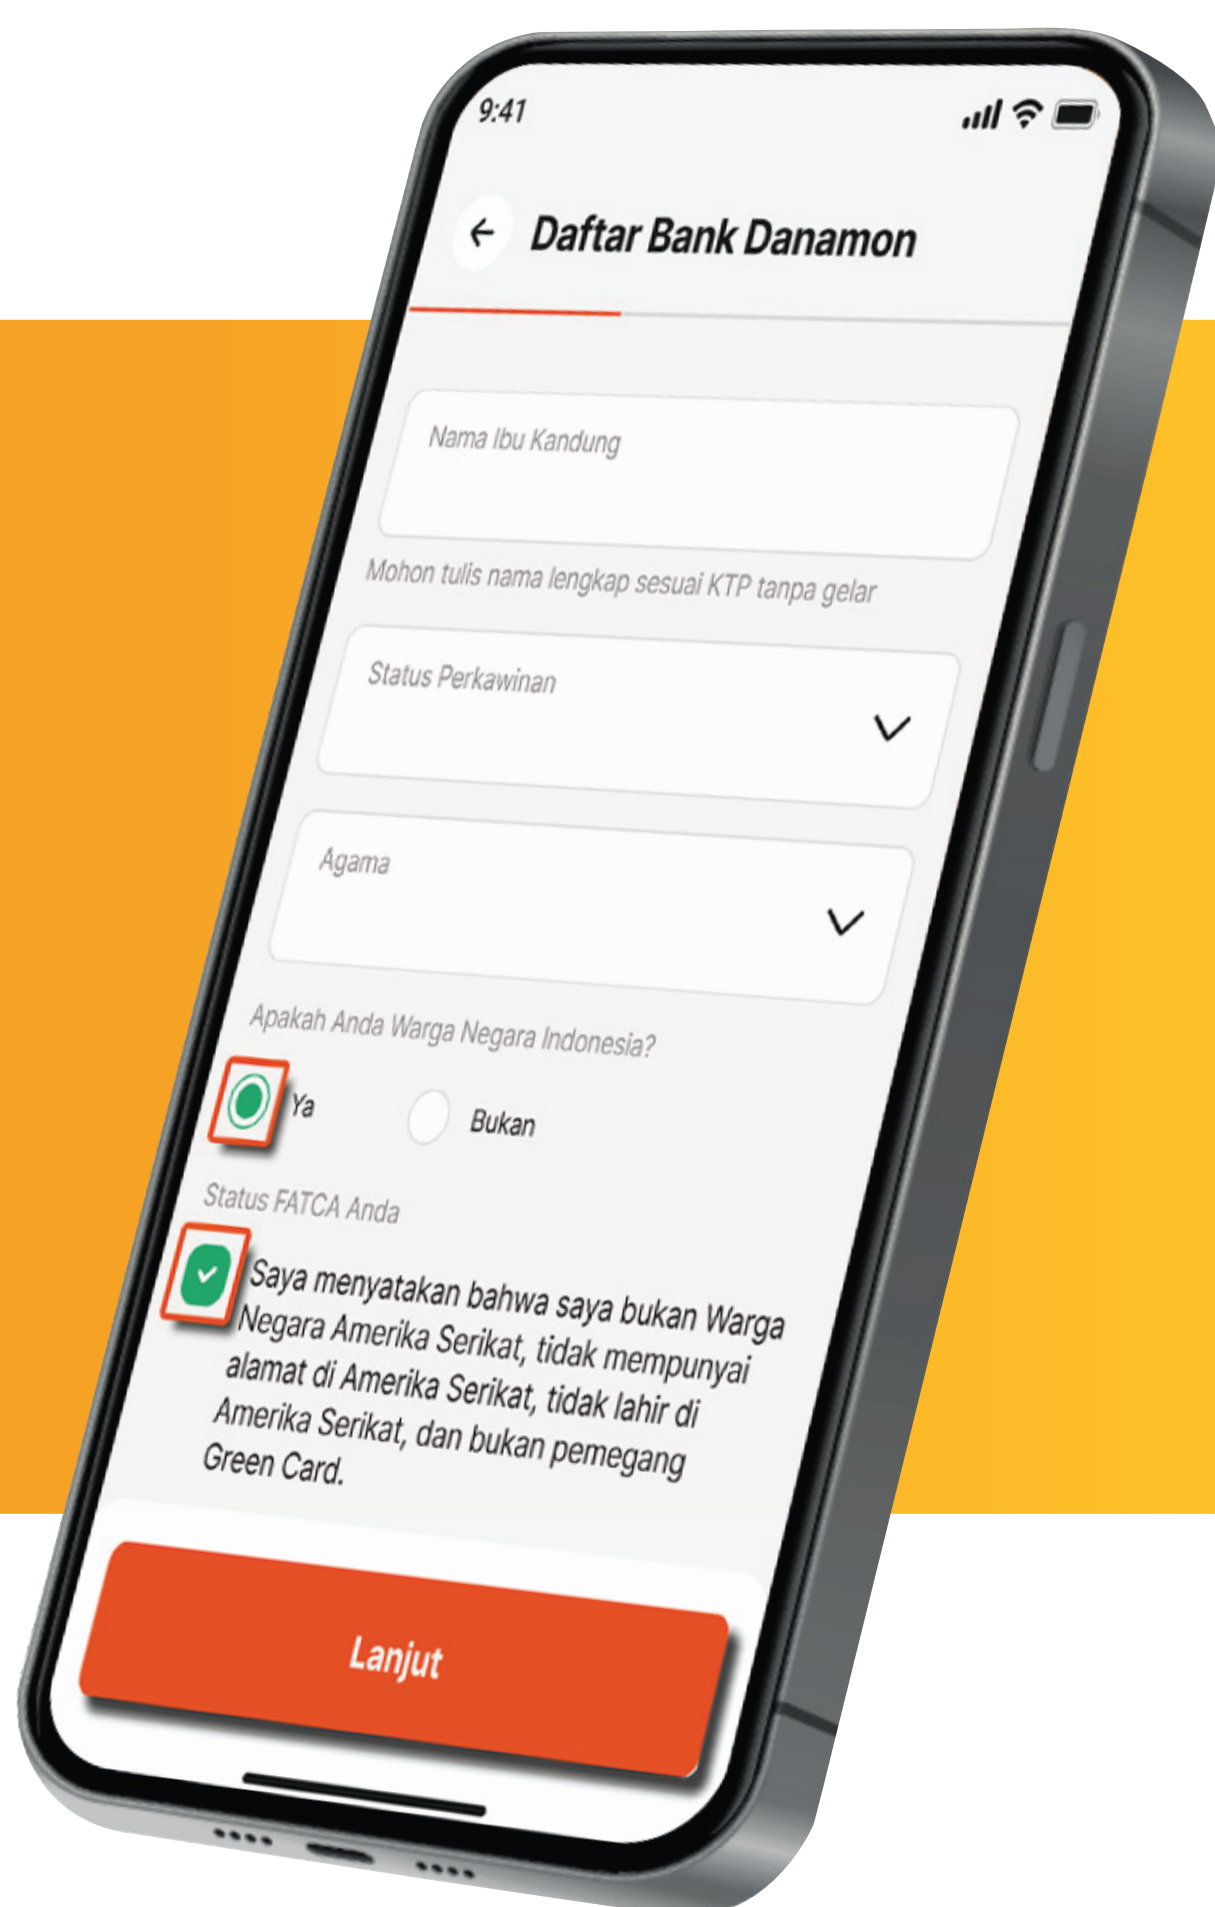 9:41
Daftar Bank Danamon
Nama Ibu Kandung
Mohon tulis nama lengkap sesuai KTP tanpa gelar
Status Perkawinan
Agama
Apakah Anda Warga Negara Indonesia?
Ya
Bukan
Status FATCA Anda
Saya menyatakan bahwa saya bukan Warga
Negara Amerika Serikat, tidak mempunyai
alamat di Amerika Serikat, tidak lahir di
Amerika Serikat, dan bukan pemegang
Green Card.
Lanjut